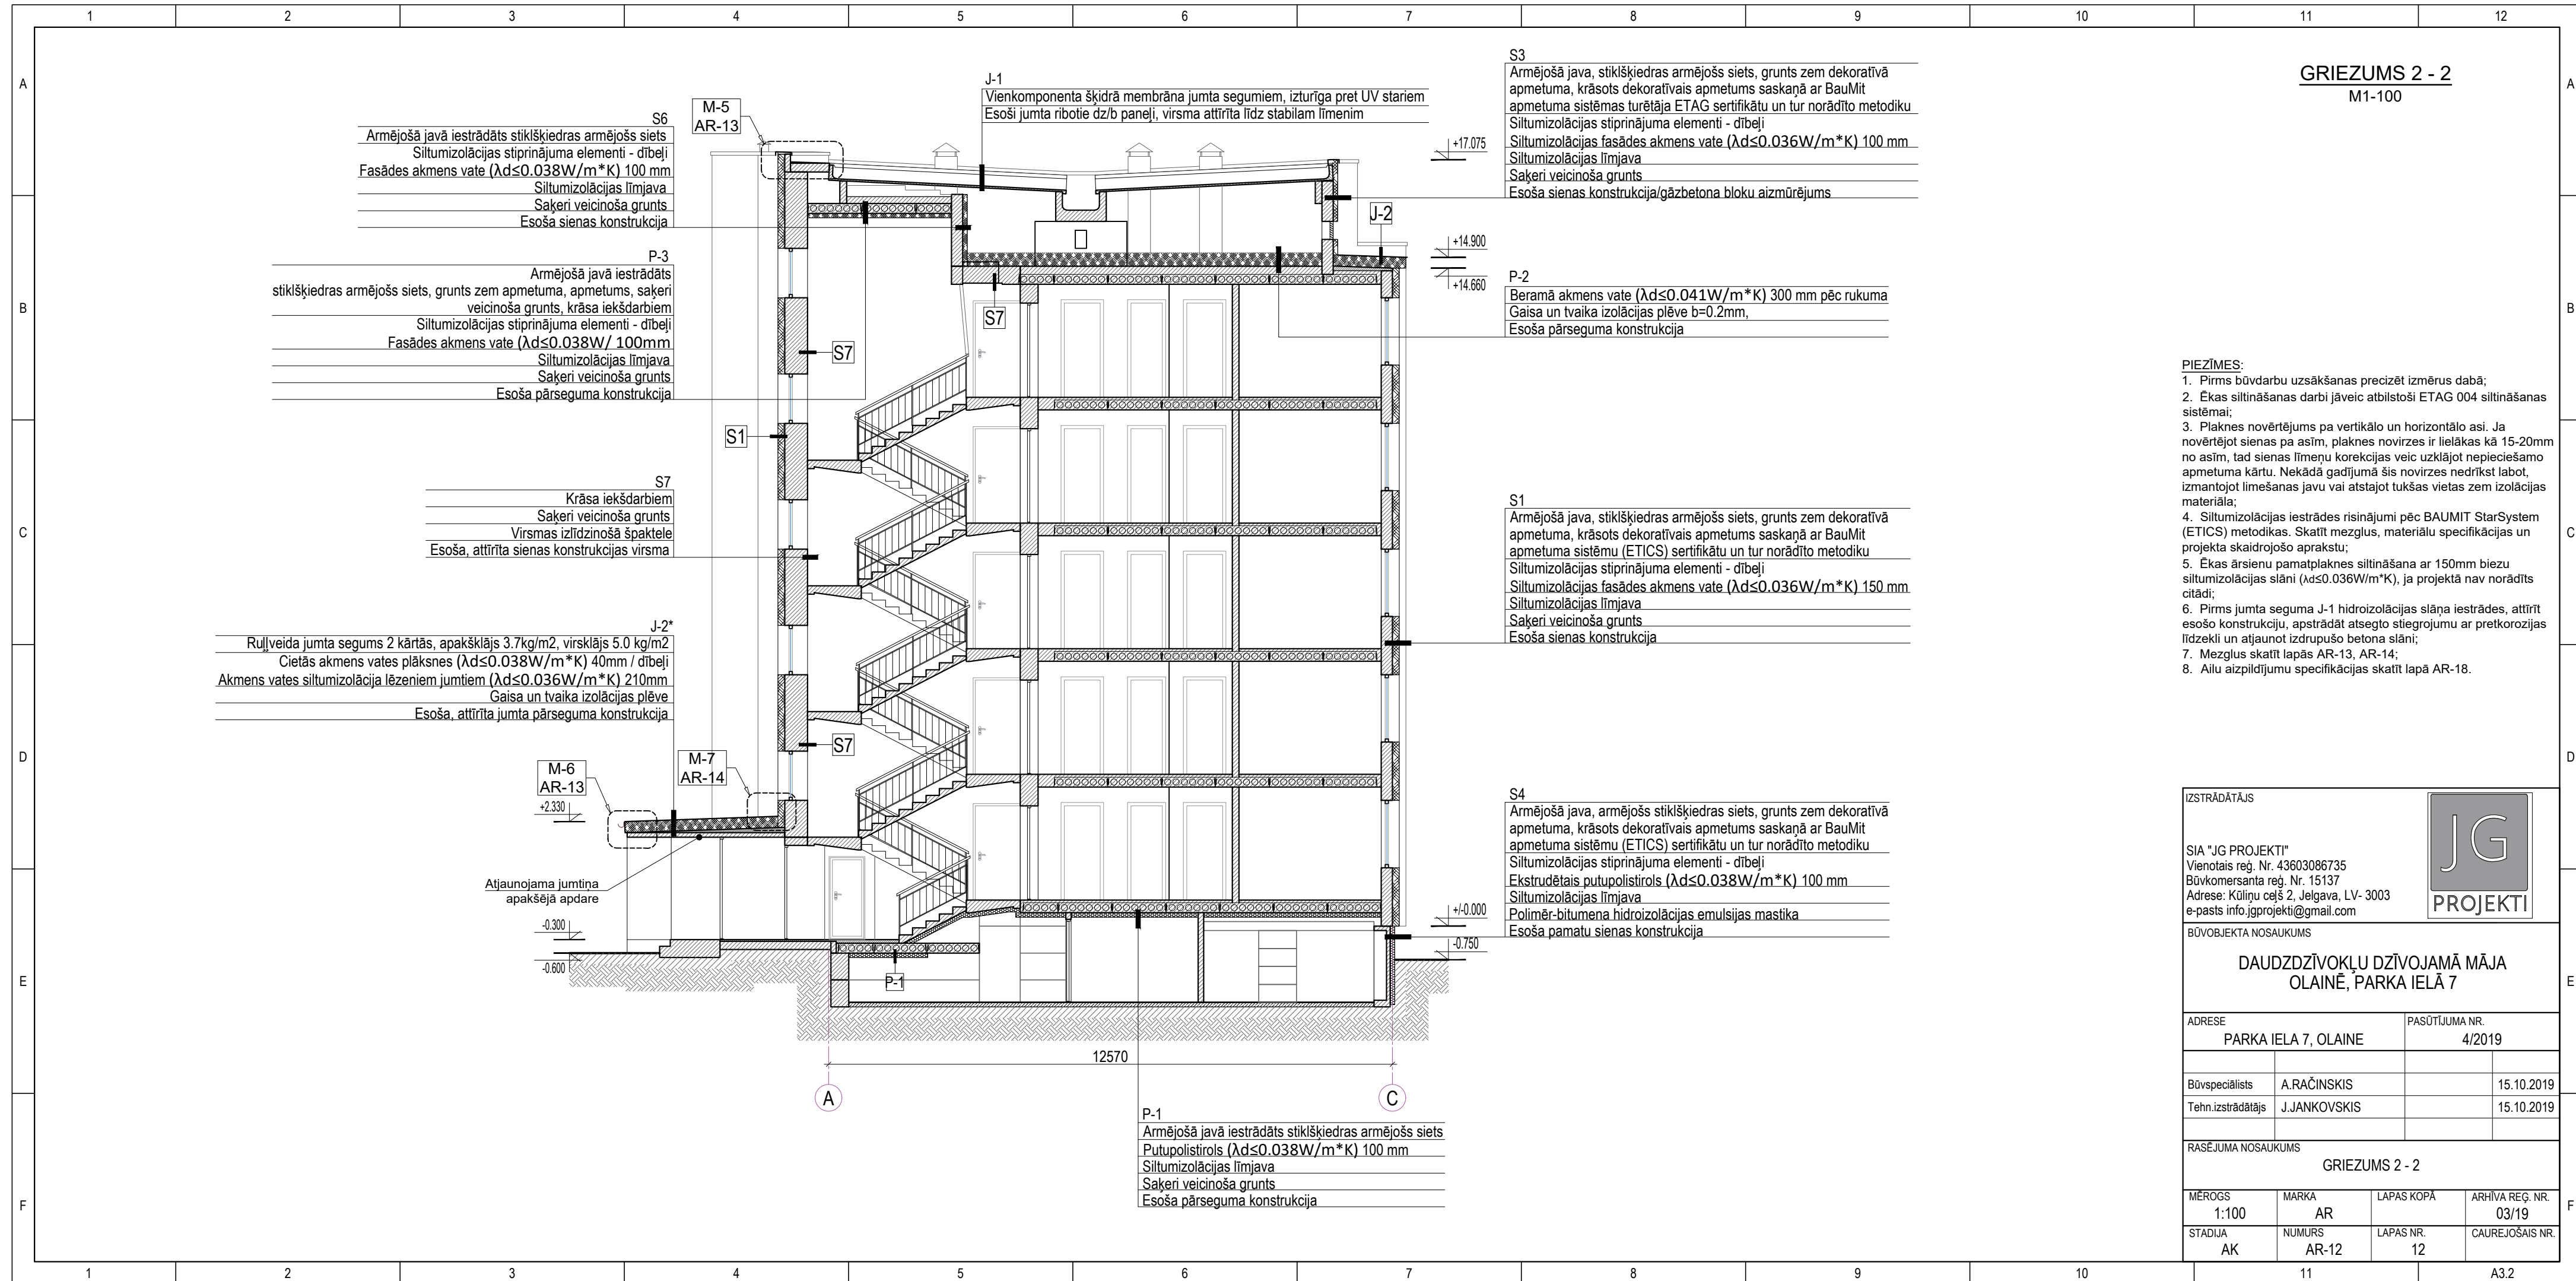 1 2 3 4 5 6 7 8 9 10 11 12
A
B
C
D
E
F
GRIEZUMS 2 - 2
M1-100
M-5
AR-13
S6
Armējošā javā iestrādāts stiklšķiedras armējošs siets
Siltumizolācijas stiprinājuma elementi - dībeļi
Fasādes akmens vate (λd≤0.038W/m*K) 100 mm
Siltumizolācijas līmjava
Saķeri veicinoša grunts
Esoša sienas konstrukcija
P-3
Armējošā javā iestrādāts
stiklšķiedras armējošs siets, grunts zem apmetuma, apmetums, saķeri
veicinoša grunts, krāsa iekšdarbiem
Siltumizolācijas stiprinājuma elementi - dībeļi
Fasādes akmens vate (λd≤0.038W/ 100mm
Siltumizolācijas līmjava
Saķeri veicinoša grunts
Esoša pārseguma konstrukcija
S7
Krāsa iekšdarbiem
Saķeri veicinoša grunts
Virsmas izlīdzinošā špaktele
Esoša, attīrīta sienas konstrukcijas virsma
J-2*
Ruļļveida jumta segums 2 kārtās, apakšklājs 3.7kg/m2, virsklājs 5.0 kg/m2
Cietās akmens vates plāksnes (λd≤0.038W/m*K) 40mm / dībeļi
Akmens vates siltumizolācija lēzeniem jumtiem (λd≤0.036W/m*K) 210mm
Gaisa un tvaika izolācijas plēve
Esoša, attīrīta jumta pārseguma konstrukcija
M-6
AR-13
M-7
AR-14
+2.330
Atjaunojama jumtiņa
apakšējā apdare
-0.300
-0.600
J-1
Vienkomponenta šķidrā membrāna jumta segumiem, izturīga pret UV stariem
Esoši jumta ribotie dz/b paneļi, virsma attīrīta līdz stabilam līmenim
S7
S7
S1
S7
J-2
P-1
+17.075
+14.900
+14.660
+/-0.000
-0.750
12570
A
C
S3
Armējošā java, stiklšķiedras armējošs siets, grunts zem dekoratīvā
apmetuma, krāsots dekoratīvais apmetums saskaņā ar BauMit
apmetuma sistēmas turētāja ETAG sertifikātu un tur norādīto metodiku
Siltumizolācijas stiprinājuma elementi - dībeļi
Siltumizolācijas fasādes akmens vate (λd≤0.036W/m*K) 100 mm
Siltumizolācijas līmjava
Saķeri veicinoša grunts
Esoša sienas konstrukcija/gāzbetona bloku aizmūrējums
P-2
Beramā akmens vate (λd≤0.041W/m*K) 300 mm pēc rukuma
Gaisa un tvaika izolācijas plēve b=0.2mm,
Esoša pārseguma konstrukcija
S1
Armējošā java, stiklšķiedras armējošs siets, grunts zem dekoratīvā
apmetuma, krāsots dekoratīvais apmetums saskaņā ar BauMit
apmetuma sistēmu (ETICS) sertifikātu un tur norādīto metodiku
Siltumizolācijas stiprinājuma elementi - dībeļi
Siltumizolācijas fasādes akmens vate (λd≤0.036W/m*K) 150 mm
Siltumizolācijas līmjava
Saķeri veicinoša grunts
Esoša sienas konstrukcija
S4
Armējošā java, armējošs stiklšķiedras siets, grunts zem dekoratīvā
apmetuma, krāsots dekoratīvais apmetums saskaņā ar BauMit
apmetuma sistēmu (ETICS) sertifikātu un tur norādīto metodiku
Siltumizolācijas stiprinājuma elementi - dībeļi
Ekstrudētais putupolistirols (λd≤0.038W/m*K) 100 mm
Siltumizolācijas līmjava
Polimēr-bitumena hidroizolācijas emulsijas mastika
Esoša pamatu sienas konstrukcija
P-1
Armējošā javā iestrādāts stiklšķiedras armējošs siets
Putupolistirols (λd≤0.038W/m*K) 100 mm
Siltumizolācijas līmjava
Saķeri veicinoša grunts
Esoša pārseguma konstrukcija
PIEZĪMES:
1. Pirms būvdarbu uzsākšanas precizēt izmērus dabā;
2. Ēkas siltināšanas darbi jāveic atbilstoši ETAG 004 siltināšanas
sistēmai;
3. Plaknes novērtējums pa vertikālo un horizontālo asi. Ja
novērtējot sienas pa asīm, plaknes novirzes ir lielākas kā 15-20mm
no asīm, tad sienas līmeņu korekcijas veic uzklājot nepieciešamo
apmetuma kārtu. Nekādā gadījumā šis novirzes nedrīkst labot,
izmantojot limešanas javu vai atstajot tukšas vietas zem izolācijas
materiāla;
4. Siltumizolācijas iestrādes risinājumi pēc BAUMIT StarSystem
(ETICS) metodikas. Skatīt mezglus, materiālu specifikācijas un
projekta skaidrojošo aprakstu;
5. Ēkas ārsienu pamatplaknes siltināšana ar 150mm biezu
siltumizolācijas slāni (λd≤0.036W/m*K), ja projektā nav norādīts
citādi;
6. Pirms jumta seguma J-1 hidroizolācijas slāņa iestrādes, attīrīt
esošo konstrukciju, apstrādāt atsegto stiegrojumu ar pretkorozijas
līdzekli un atjaunot izdrupušo betona slāni;
7. Mezglus skatīt lapās AR-13, AR-14;
8. Ailu aizpildījumu specifikācijas skatīt lapā AR-18.
IZSTRĀDĀTĀJS
JG
PROJEKTI
SIA "JG PROJEKTI"
Vienotais reģ. Nr. 43603086735
Būvkomersanta reģ. Nr. 15137
Adrese: Kūliņu ceļš 2, Jelgava, LV- 3003
e-pasts info.jgprojekti@gmail.com
BŪVOBJEKTA NOSAUKUMS
DAUDZDZĪVOKĻU DZĪVOJAMĀ MĀJA
OLAINĒ, PARKA IELĀ 7
ADRESE PASŪTĪJUMA NR.
PARKA IELA 7, OLAINE 4/2019
Būvspeciālists A.RAČINSKIS 15.10.2019
Tehn.izstrādātājs J.JANKOVSKIS 15.10.2019
RASĒJUMA NOSAUKUMS
GRIEZUMS 2 - 2
MĒROGS MARKA LAPAS KOPĀ ARHĪVA REĢ. NR.
1:100 AR 03/19
STADIJA NUMURS LAPAS NR. CAUREJOŠAIS NR.
AK AR-12 12
A
B
C
D
E
F
1 2 3 4 5 6 7 8 9 10 11 A3.2